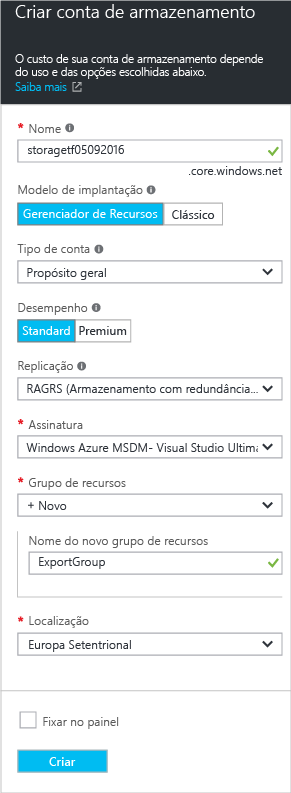 Criar conta de armazenamento
O custo de sua conta de armazenamento depende
do uso e das opções escolhidas abaixo.
Saiba mais
* Nome
storagetf05092016
.core.windows.net
Modelo de implantação
Gerenciador de Recursos Clássico
Tipo de conta
Propósito geral
Desempenho
Standard Premium
Replicação
RAGRS (Armazenamento com redundância...
* Assinatura
Windows Azure MSDM- Visual Studio Ultima
* Grupo de recursos
+ Novo
Nome do novo grupo de recursos
ExportGroup
* Localização
Europa Setentrional
Fixar no painel
Criar